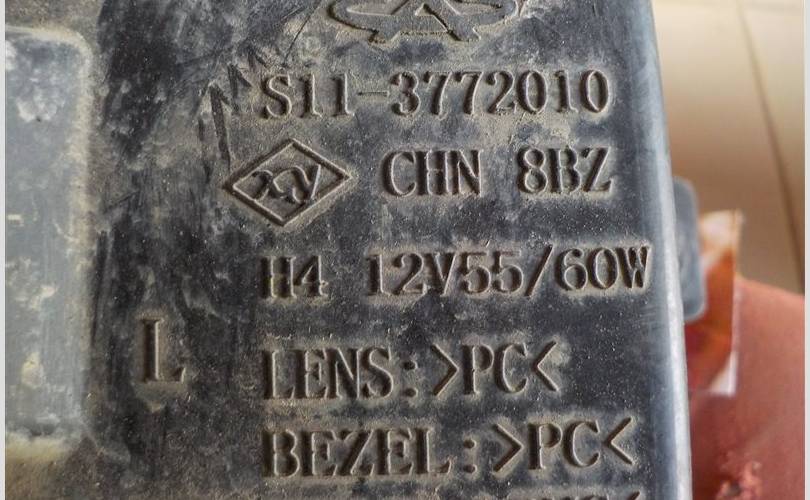 S11-3772010
CHN 8BZ
H4 12V55/60W
L
LENS:>PC<
BEZEL:>PC<